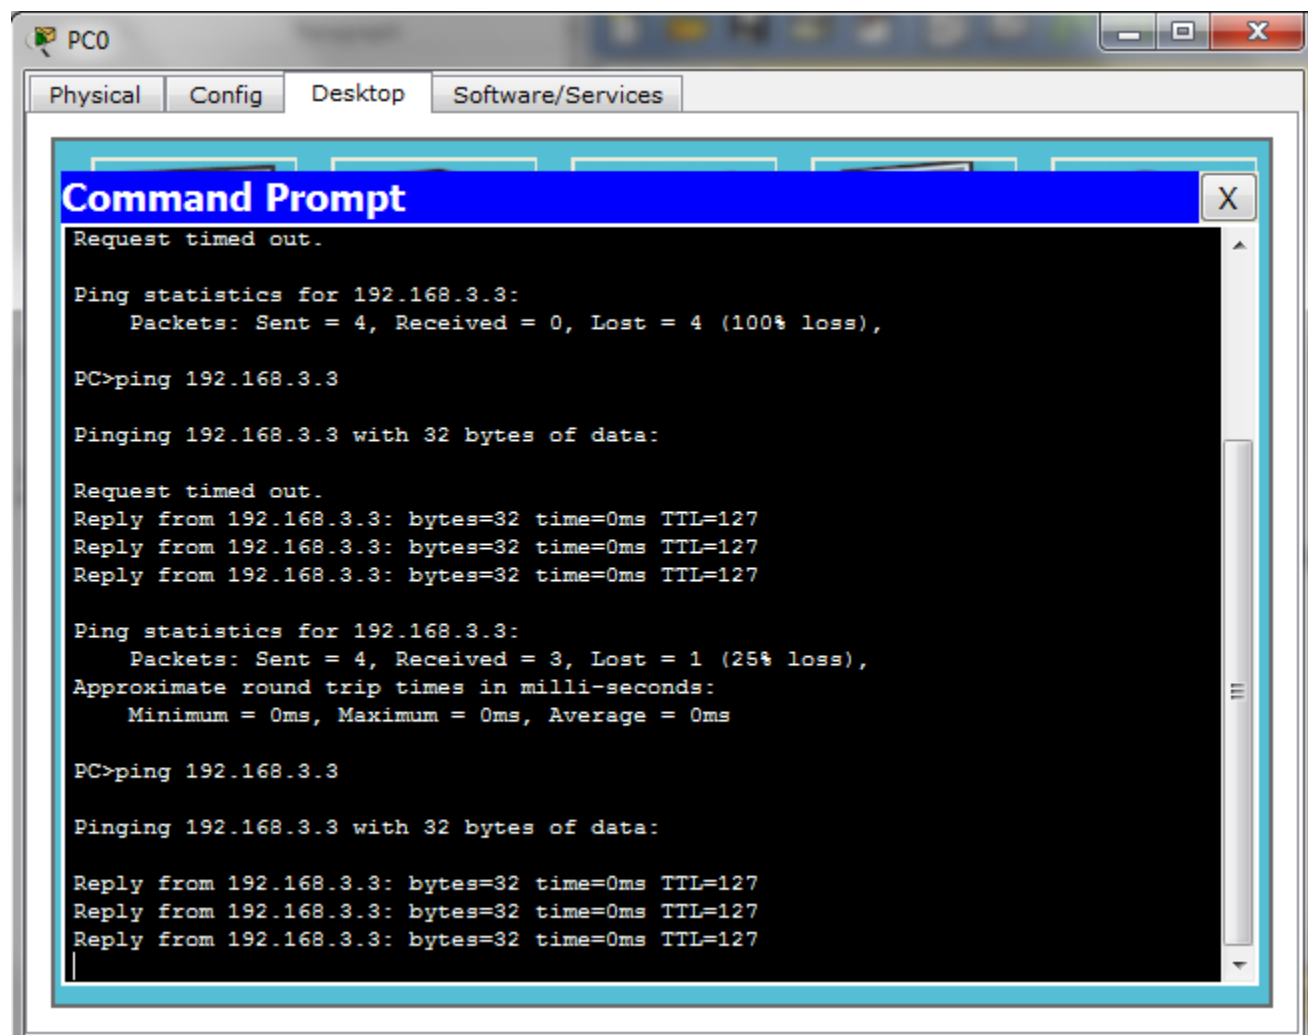 PC0
Physical Config Desktop Software/Services
Command Prompt X
Request timed out.
Ping statistics for 192.168.3.3:
Packets: Sent = 4, Received = 0, Lost = 4 (100% loss),
PC>ping 192.168.3.3
Pinging 192.168.3.3 with 32 bytes of data:
Request timed out.
Reply from 192.168.3.3: bytes=32 time=0ms TTL=127
Reply from 192.168.3.3: bytes=32 time=0ms TTL=127
Reply from 192.168.3.3: bytes=32 time=0ms TTL=127
Ping statistics for 192.168.3.3:
Packets: Sent = 4, Received = 3, Lost = 1 (25% loss),
Approximate round trip times in milli-seconds:
Minimum = 0ms, Maximum = 0ms, Average = 0ms
PC>ping 192.168.3.3
Pinging 192.168.3.3 with 32 bytes of data:
Reply from 192.168.3.3: bytes=32 time=0ms TTL=127
Reply from 192.168.3.3: bytes=32 time=0ms TTL=127
Reply from 192.168.3.3: bytes=32 time=0ms TTL=127